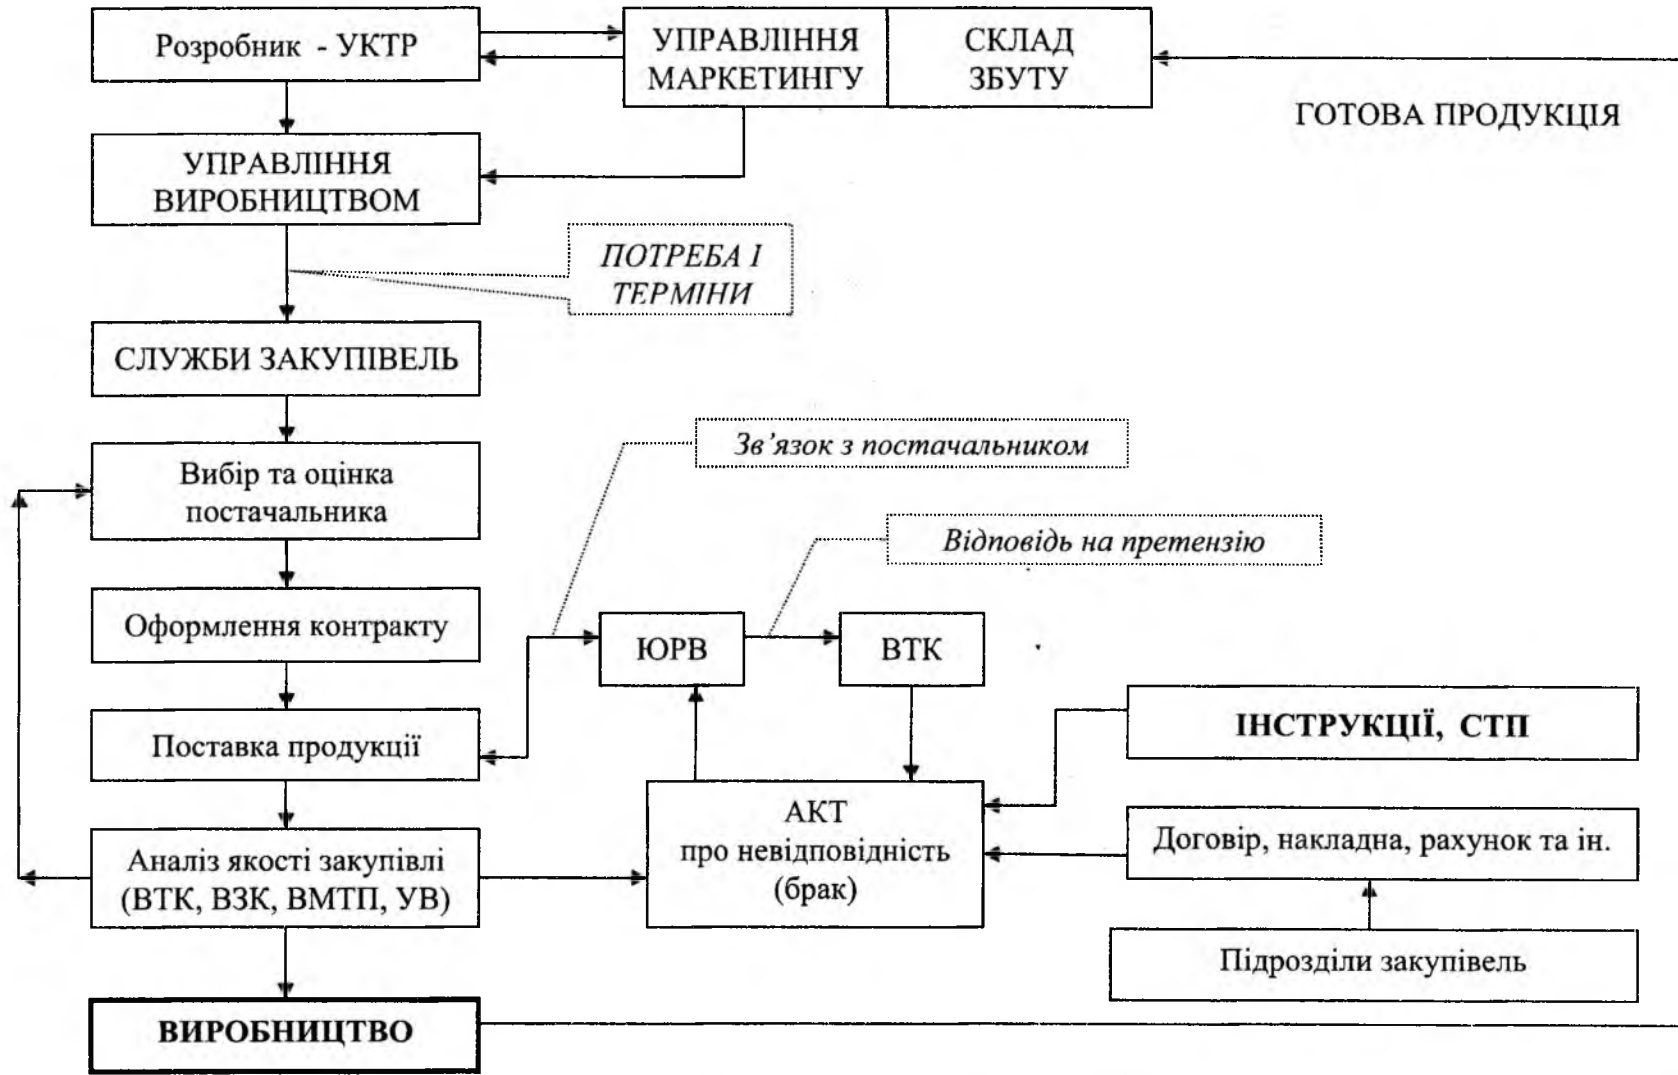 Розробник - УКТР
УПРАВЛІННЯ
МАРКЕТИНГУ
СКЛАД
ЗБУТУ
ГОТОВА ПРОДУКЦІЯ
УПРАВЛІННЯ
ВИРОБНИЦТВОМ
ПОТРЕБА І
ТЕРМІНИ
СЛУЖБИ ЗАКУПІВЕЛЬ
Зв’язок з постачальником
Вибір та оцінка
постачальника
Відповідь на претензію
Оформлення контракту
ЮРВ
ВТК
Поставка продукції
ІНСТРУКЦІЇ, СТП
АКТ
про невідповідність
(брак)
Договір, накладна, рахунок та ін.
Аналіз якості закупівлі
(ВТК, ВЗК, ВМТП, УВ)
Підрозділи закупівель
ВИРОБНИЦТВО